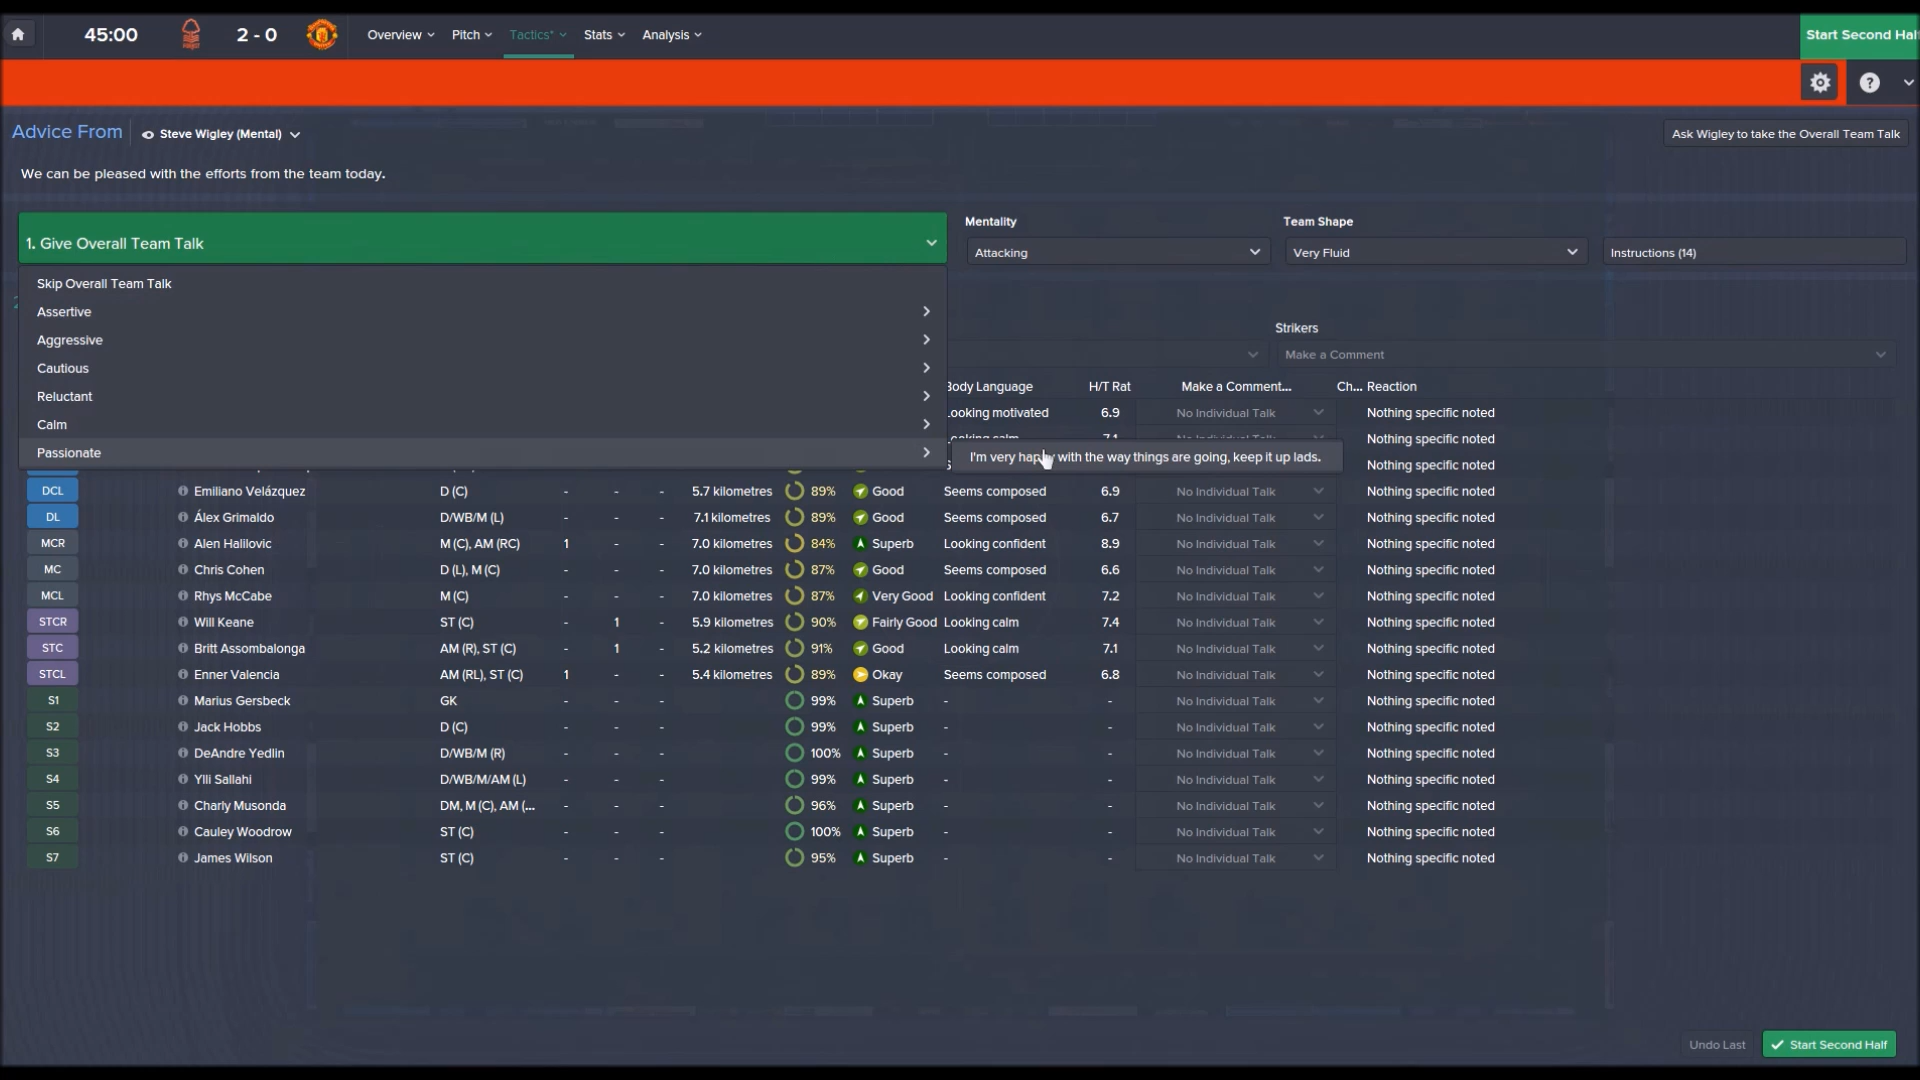 45:00 2 - 0 Overview Pitch Tactics* Stats Analysis Start Second Hal
?
Advice From Steve Wigley (Mental) Ask Wigley to take the Overall Team Talk
We can be pleased with the efforts from the team today.
Mentality Team Shape
1. Give Overall Team Talk Attacking Very Fluid Instructions (14)
Skip Overall Team Talk
Assertive
Strikers
Aggressive
Make a Comment
Cautious
Body Language H/T Rat Make a Comment... Ch... Reaction
Reluctant
Looking motivated 6.9 No Individual Talk Nothing specific noted
Calm
Looking calm 7.1 No Individual Talk Nothing specific noted
Passionate I'm very happy with the way things are going, keep it up lads.
Nothing specific noted
DCL Emiliano Velázquez D (C) - - - 5.7 kilometres 89% Good Seems composed 6.9 No Individual Talk Nothing specific noted
DL Álex Grimaldo D/WB/M (L) - - - 7.1 kilometres 89% Good Seems composed 6.7 No Individual Talk Nothing specific noted
MCR Alen Halilovic M (C), AM (RC) 1 - - 7.0 kilometres 84% Superb Looking confident 8.9 No Individual Talk Nothing specific noted
MC Chris Cohen D (L), M (C) - - - 7.0 kilometres 87% Good Seems composed 6.6 No Individual Talk Nothing specific noted
MCL Rhys McCabe M (C) - - - 7.0 kilometres 87% Very Good Looking confident 7.2 No Individual Talk Nothing specific noted
STCR Will Keane ST (C) - 1 - 5.9 kilometres 90% Fairly Good Looking calm 7.4 No Individual Talk Nothing specific noted
STC Britt Assombalonga AM (R), ST (C) - 1 - 5.2 kilometres 91% Good Looking calm 7.1 No Individual Talk Nothing specific noted
STCL Enner Valencia AM (RL), ST (C) 1 - - 5.4 kilometres 89% Okay Seems composed 6.8 No Individual Talk Nothing specific noted
S1 Marius Gersbeck GK - - - 99% Superb - - No Individual Talk Nothing specific noted
S2 Jack Hobbs D (C) - - - 99% Superb - - No Individual Talk Nothing specific noted
S3 DeAndre Yedlin D/WB/M (R) - - - 100% Superb - - No Individual Talk Nothing specific noted
S4 Ylli Sallahi D/WB/M/AM (L) - - - 99% Superb - - No Individual Talk Nothing specific noted
S5 Charly Musonda DM, M (C), AM (... - - - 96% Superb - - No Individual Talk Nothing specific noted
S6 Cauley Woodrow ST (C) - - - 100% Superb - - No Individual Talk Nothing specific noted
S7 James Wilson ST (C) - - - 95% Superb - - No Individual Talk Nothing specific noted
Undo Last Start Second Half